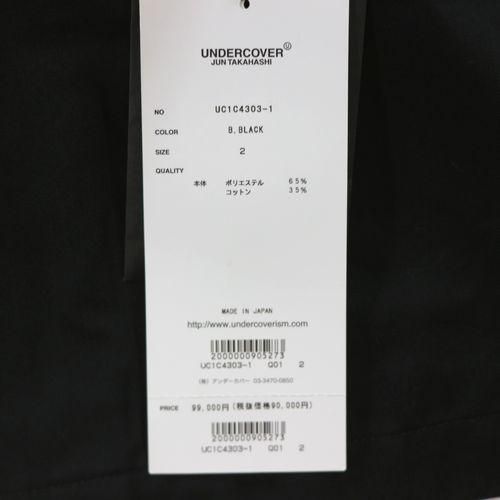 UNDERCOVER U
JUN TAKAHASHI
NO UC1C4303-1
COLOR B.BLACK
SIZE 2
QUALITY
本体 ポリエステル 65%
コットン 35%
MADE IN JAPAN
http://www.undercoverism.com
2000000905273
UC1C4303-1 Q01 2
(株) アンダーカバー 03-3470-0850
PRICE 99,000円(税抜価格90,000円)
2000000905273
UC1C4303-1 Q01 2